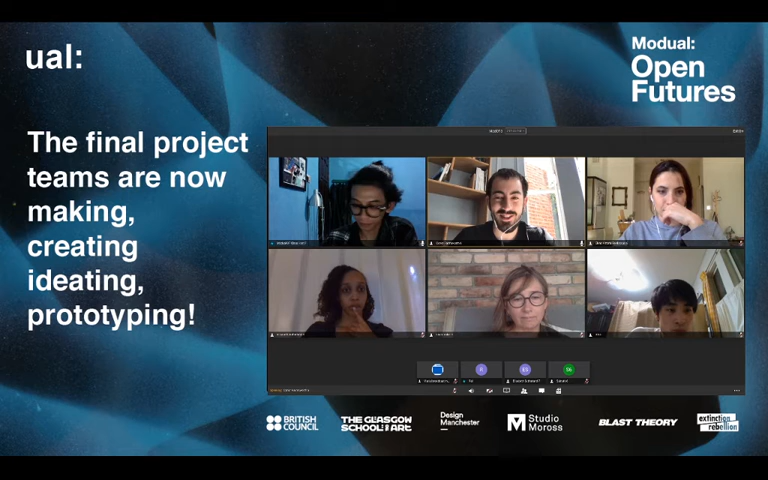 ual:
Modual:
Open
Futures
The final project
teams are now
making,
creating
ideating,
prototyping!
BRITISH
COUNCIL
THE GLASGOW
SCHOOL OF ART
Design
Manchester
Studio
Moross
BLAST THEORY
extinction
rebellion